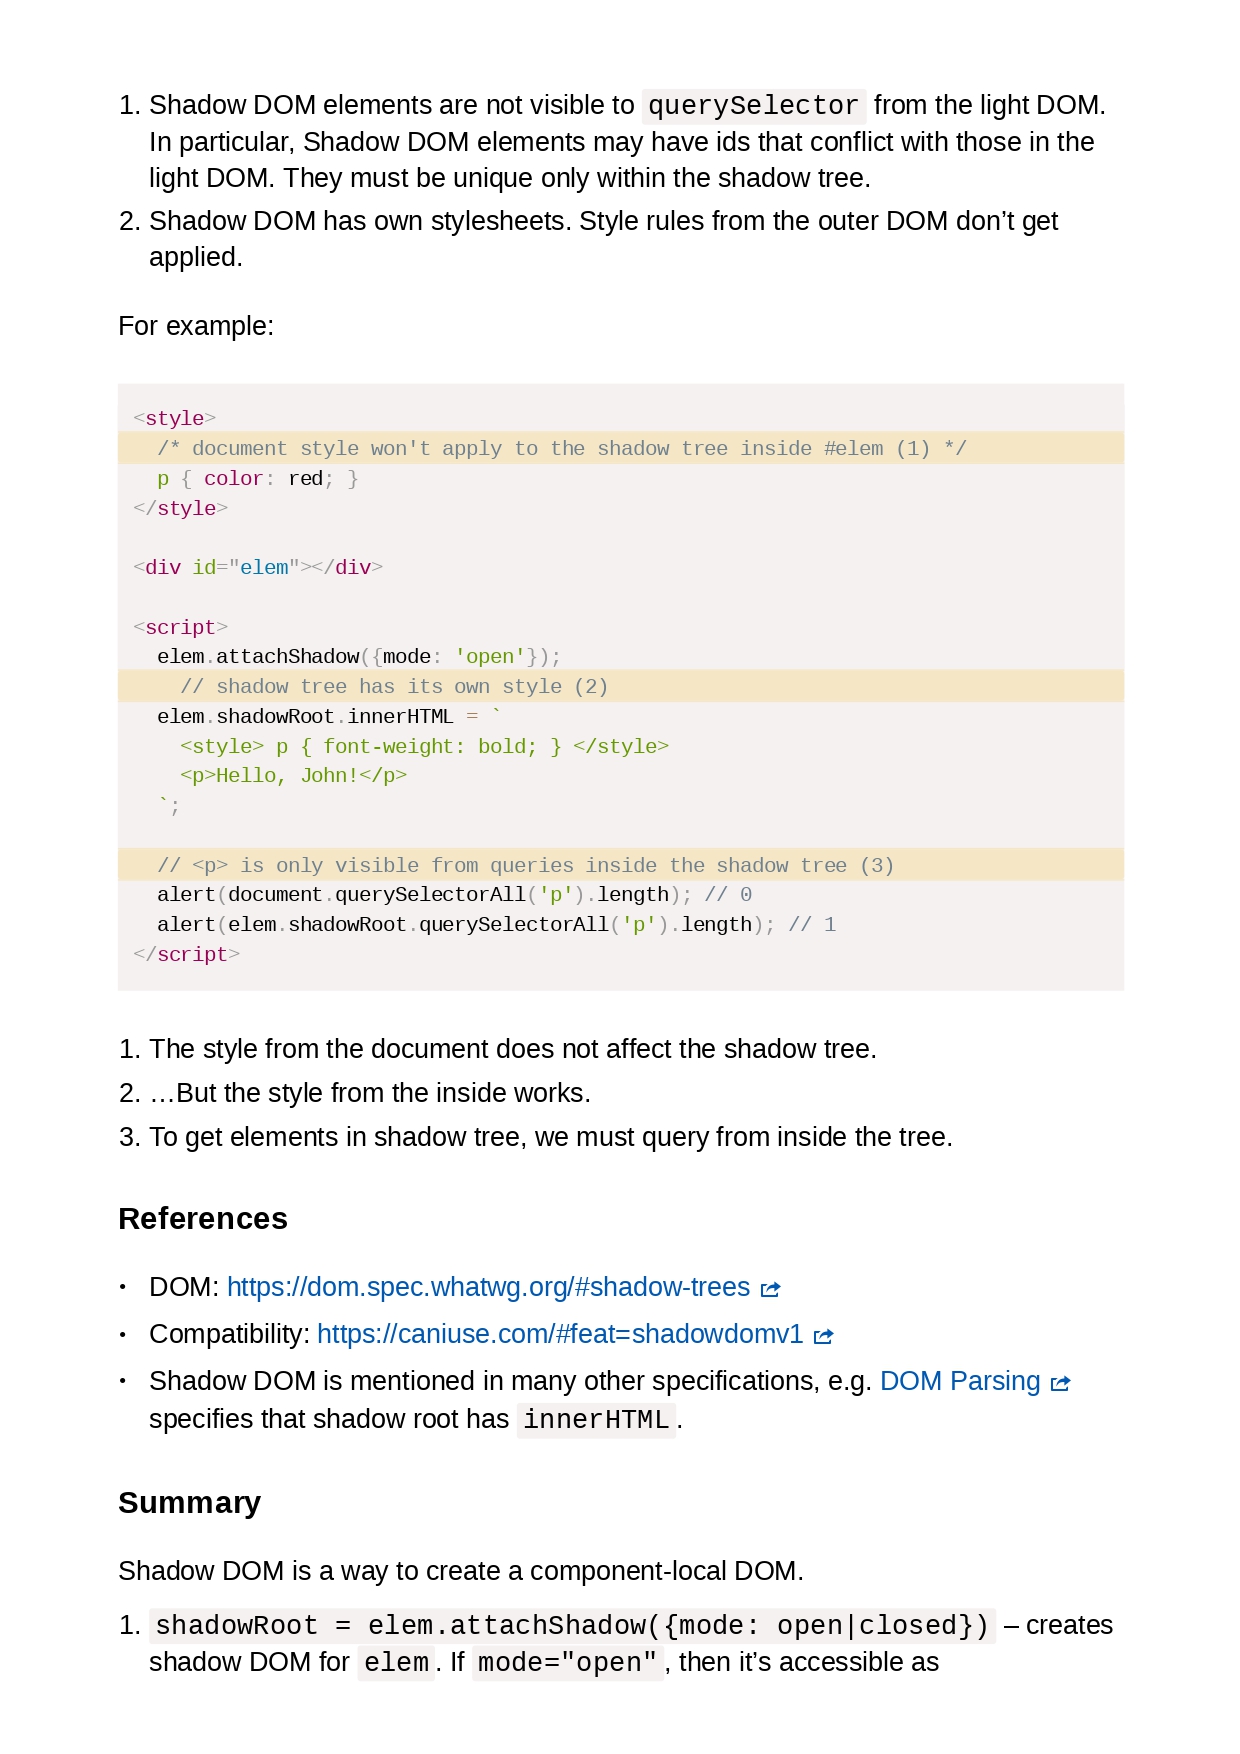 1. Shadow DOM elements are not visible to querySelector from the light DOM.
In particular, Shadow DOM elements may have ids that conflict with those in the
light DOM. They must be unique only within the shadow tree.
2. Shadow DOM has own stylesheets. Style rules from the outer DOM don’t get
applied.
For example:
<style>
  /* document style won't apply to the shadow tree inside #elem (1) */
  p { color: red; }
</style>

<div id="elem"></div>

<script>
  elem.attachShadow({mode: 'open'});
    // shadow tree has its own style (2)
  elem.shadowRoot.innerHTML = `
    <style> p { font-weight: bold; } </style>
    <p>Hello, John!</p>
  `;

  // <p> is only visible from queries inside the shadow tree (3)
  alert(document.querySelectorAll('p').length); // 0
  alert(elem.shadowRoot.querySelectorAll('p').length); // 1
</script>
1. The style from the document does not affect the shadow tree.
2. …But the style from the inside works.
3. To get elements in shadow tree, we must query from inside the tree.
References
• DOM: https://dom.spec.whatwg.org/#shadow-trees
• Compatibility: https://caniuse.com/#feat=shadowdomv1
• Shadow DOM is mentioned in many other specifications, e.g. DOM Parsing
specifies that shadow root has innerHTML.
Summary
Shadow DOM is a way to create a component-local DOM.
1. shadowRoot = elem.attachShadow({mode: open|closed}) – creates
shadow DOM for elem. If mode="open", then it’s accessible as